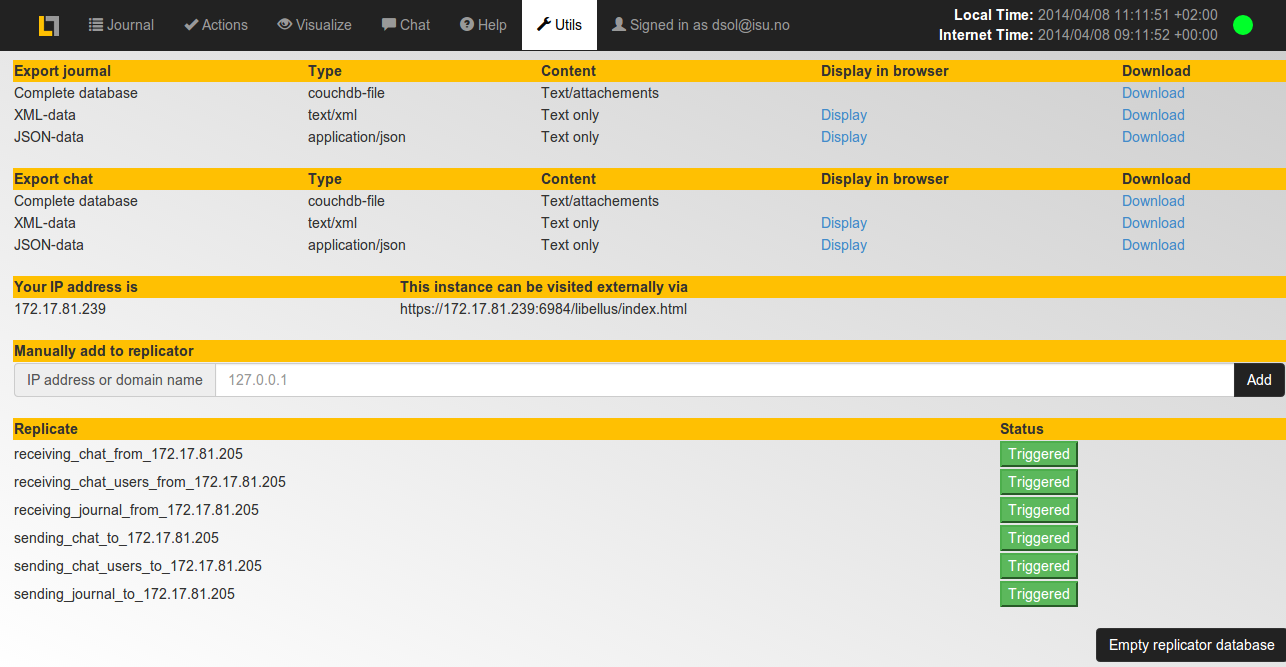 Journal Actions Visualize Chat Help Utils Signed in as dsol@isu.no Local Time: 2014/04/08 11:11:51 +02:00
Internet Time: 2014/04/08 09:11:52 +00:00
Export journal Type Content Display in browser Download
Complete database couchdb-file Text/attachements Download
XML-data text/xml Text only Display Download
JSON-data application/json Text only Display Download
Export chat Type Content Display in browser Download
Complete database couchdb-file Text/attachements Download
XML-data text/xml Text only Display Download
JSON-data application/json Text only Display Download
Your IP address is This instance can be visited externally via
172.17.81.239 https://172.17.81.239:6984/libellus/index.html
Manually add to replicator
IP address or domain name 127.0.0.1 Add
Replicate Status
receiving_chat_from_172.17.81.205 Triggered
receiving_chat_users_from_172.17.81.205 Triggered
receiving_journal_from_172.17.81.205 Triggered
sending_chat_to_172.17.81.205 Triggered
sending_chat_users_to_172.17.81.205 Triggered
sending_journal_to_172.17.81.205 Triggered
Empty replicator database